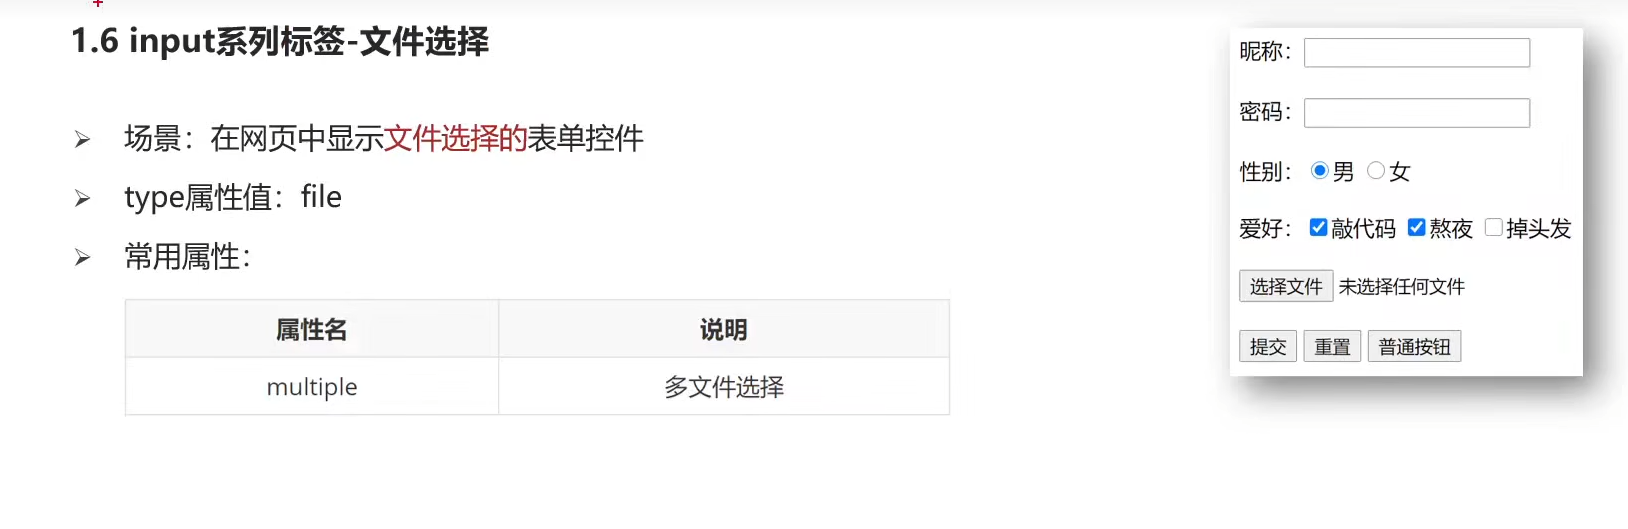 1.6 input系列标签-文件选择
场景：在网页中显示文件选择的表单控件
type属性值：file
常用属性：
属性名 说明
multiple 多文件选择
昵称：
密码：
性别： 男 女
爱好： 敲代码 熬夜 掉头发
选择文件 未选择任何文件
提交 重置 普通按钮